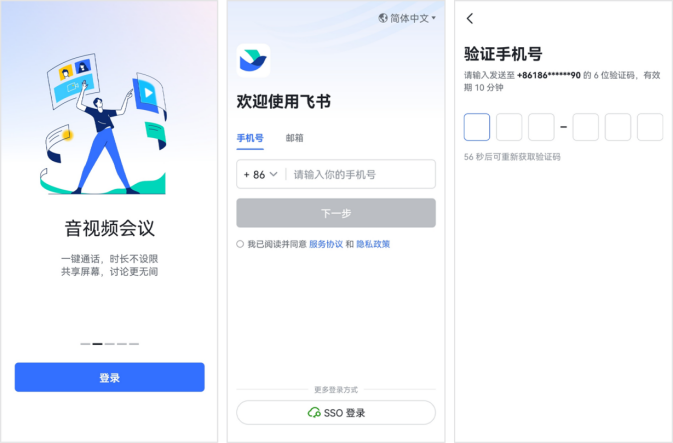 音视频会议
一键通话，时长不设限
共享屏幕，讨论更无间
登录
简体中文
欢迎使用飞书
手机号 邮箱
+ 86 请输入你的手机号
下一步
我已阅读并同意 服务协议 和 隐私政策
更多登录方式
SSO 登录
验证手机号
请输入发送至 +86186******90 的 6 位验证码，有效
期 10 分钟
–
56 秒后可重新获取验证码